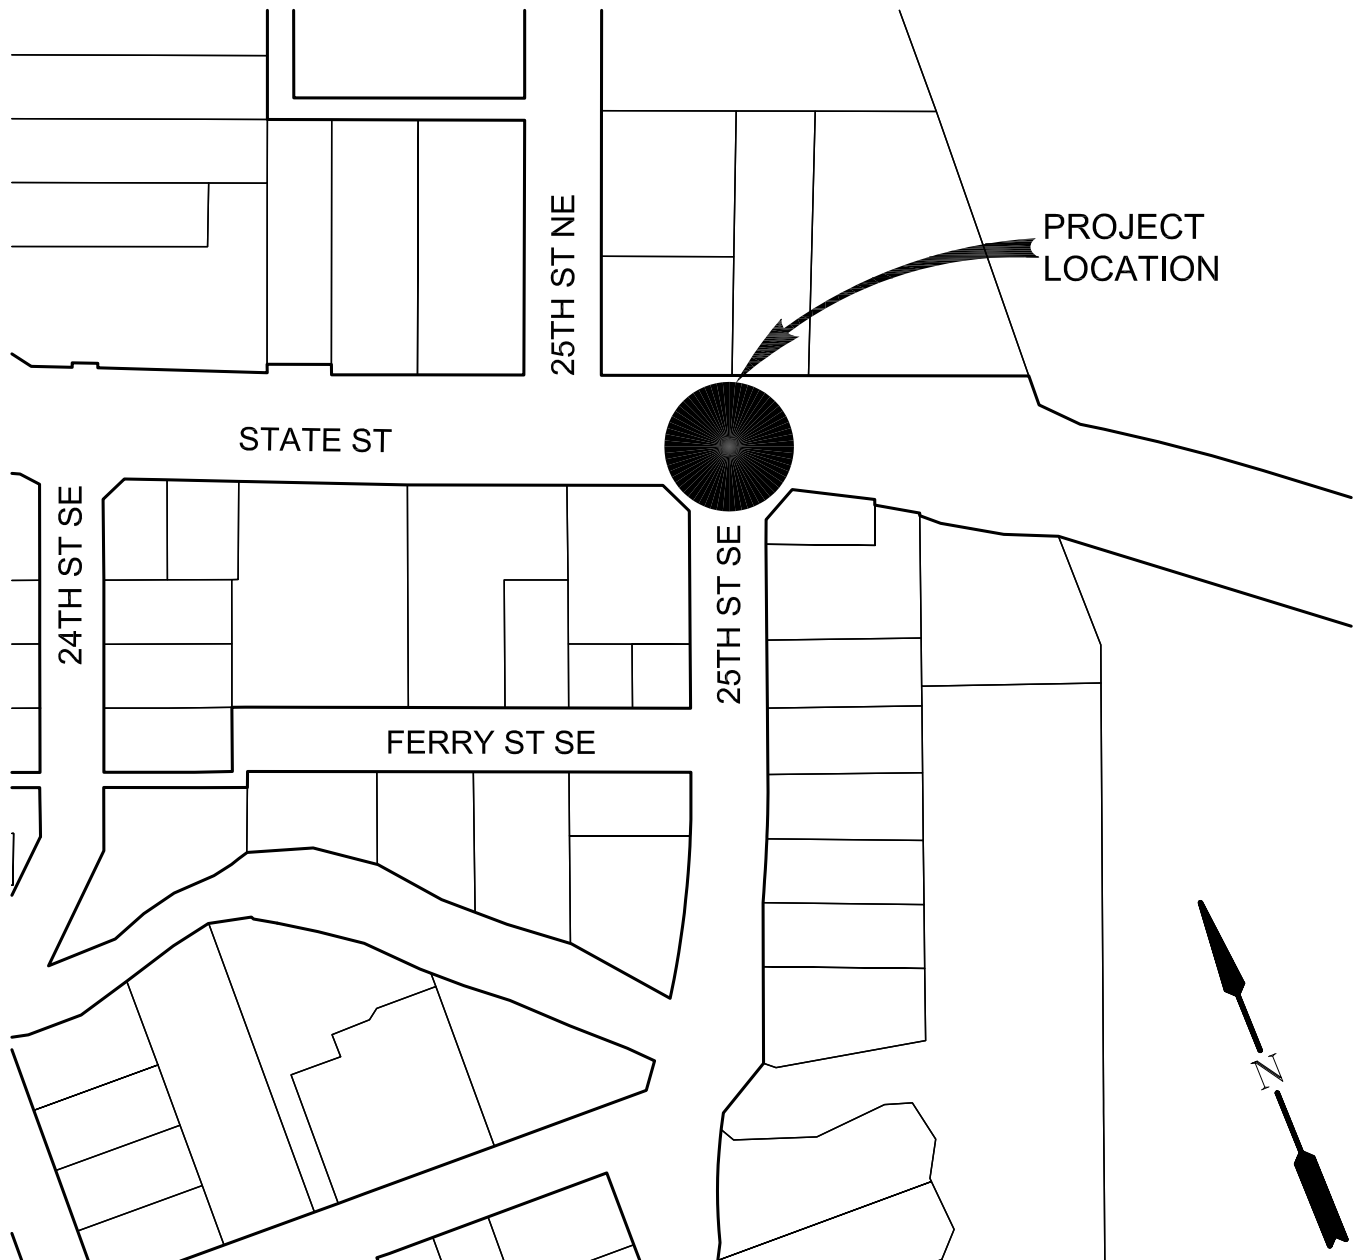 25TH ST NE
PROJECT
LOCATION
STATE ST
24TH ST SE
25TH ST SE
FERRY ST SE
N